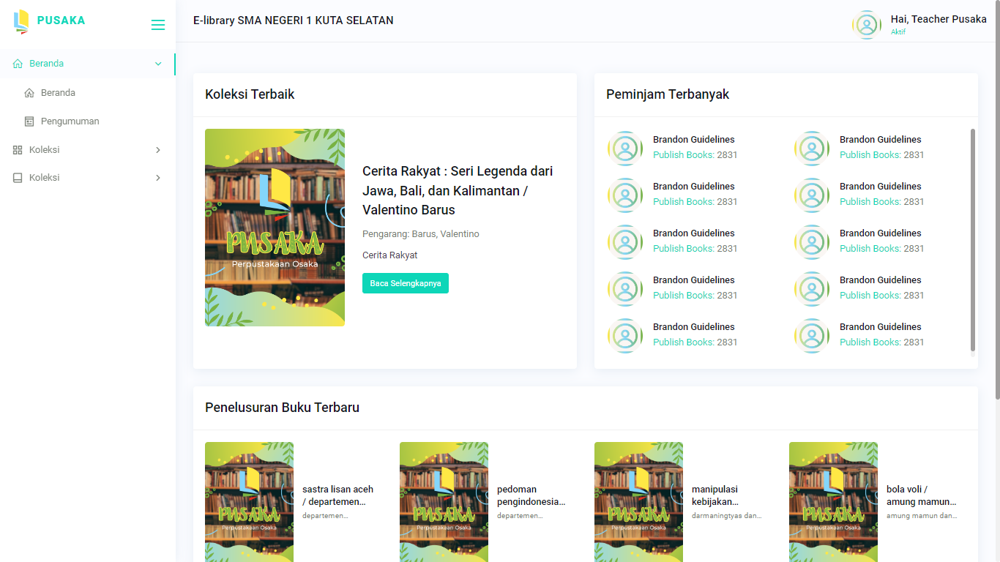 PUSAKA
E-library SMA NEGERI 1 KUTA SELATAN
Hai, Teacher Pusaka
Aktif
Beranda
Beranda
Pengumuman
Koleksi
Koleksi
Koleksi Terbaik
PUSAKA
Perpustakaan Osaka
Cerita Rakyat : Seri Legenda dari
Jawa, Bali, dan Kalimantan /
Valentino Barus
Pengarang: Barus, Valentino
Cerita Rakyat
Baca Selengkapnya
Peminjam Terbanyak
Brandon Guidelines
Publish Books: 2831
Brandon Guidelines
Publish Books: 2831
Brandon Guidelines
Publish Books: 2831
Brandon Guidelines
Publish Books: 2831
Brandon Guidelines
Publish Books: 2831
Brandon Guidelines
Publish Books: 2831
Brandon Guidelines
Publish Books: 2831
Brandon Guidelines
Publish Books: 2831
Brandon Guidelines
Publish Books: 2831
Brandon Guidelines
Publish Books: 2831
Penelusuran Buku Terbaru
PUSAKA
Perpustakaan Osaka
sastra lisan aceh
/ departemen...
departemen...
PUSAKA
Perpustakaan Osaka
pedoman
pengindonesia...
departemen...
PUSAKA
Perpustakaan Osaka
manipulasi
kebijakan...
darmaningtyas dan...
PUSAKA
Perpustakaan Osaka
bola voli /
amung mamun...
amung mamun dan...